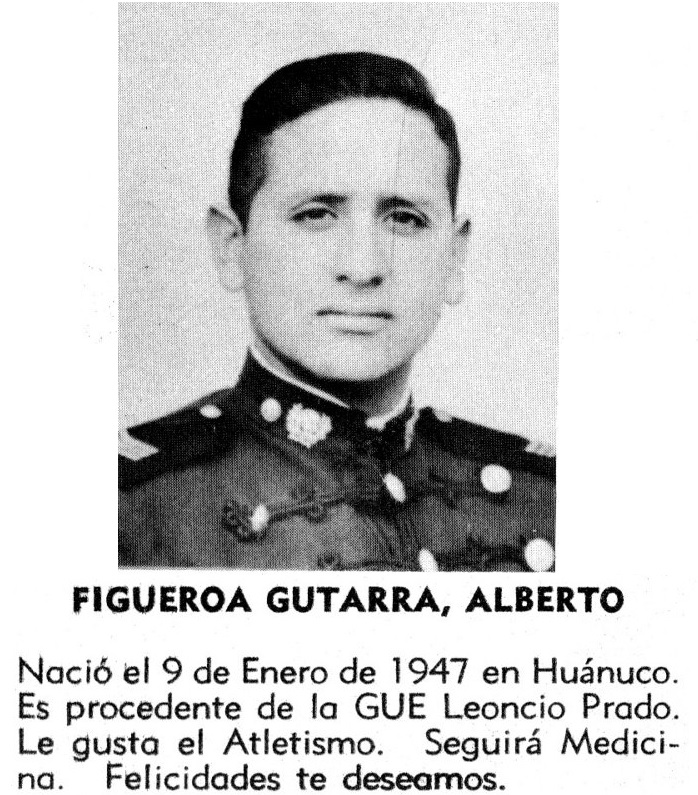 FIGUEROA GUTARRA, ALBERTO
Nació el 9 de Enero de 1947 en Huánuco.
Es procedente de la GUE Leoncio Prado.
Le gusta el Atletismo. Seguirá Medici-
na. Felicidades te deseamos.